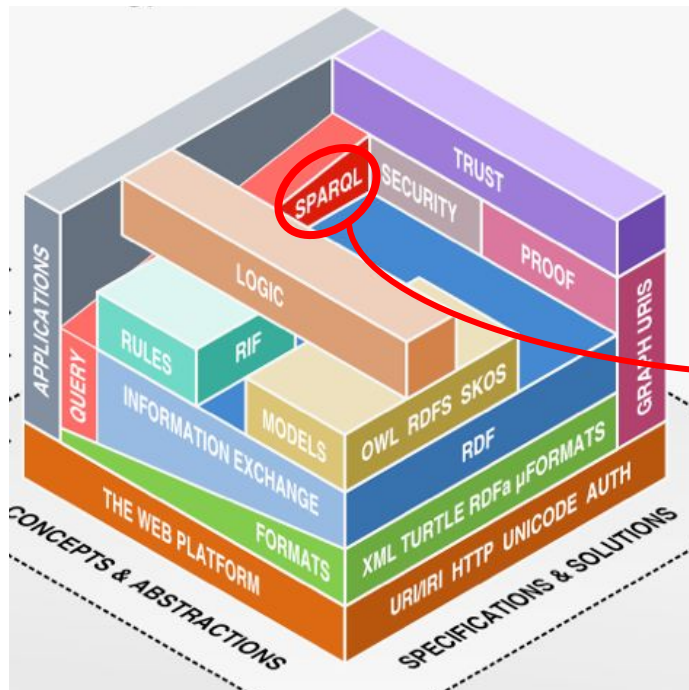 TRUST
SPARQL
SECURITY
PROOF
LOGIC
APPLICATIONS
RULES
RIF
QUERY
INFORMATION EXCHANGE
MODELS
OWL RDFS SKOS
RDF
GRAPH URIS
FORMATS
XML TURTLE RDFa μFORMATS
THE WEB PLATFORM
URI/IRI HTTP UNICODE AUTH
CONCEPTS & ABSTRACTIONS
SPECIFICATIONS & SOLUTIONS